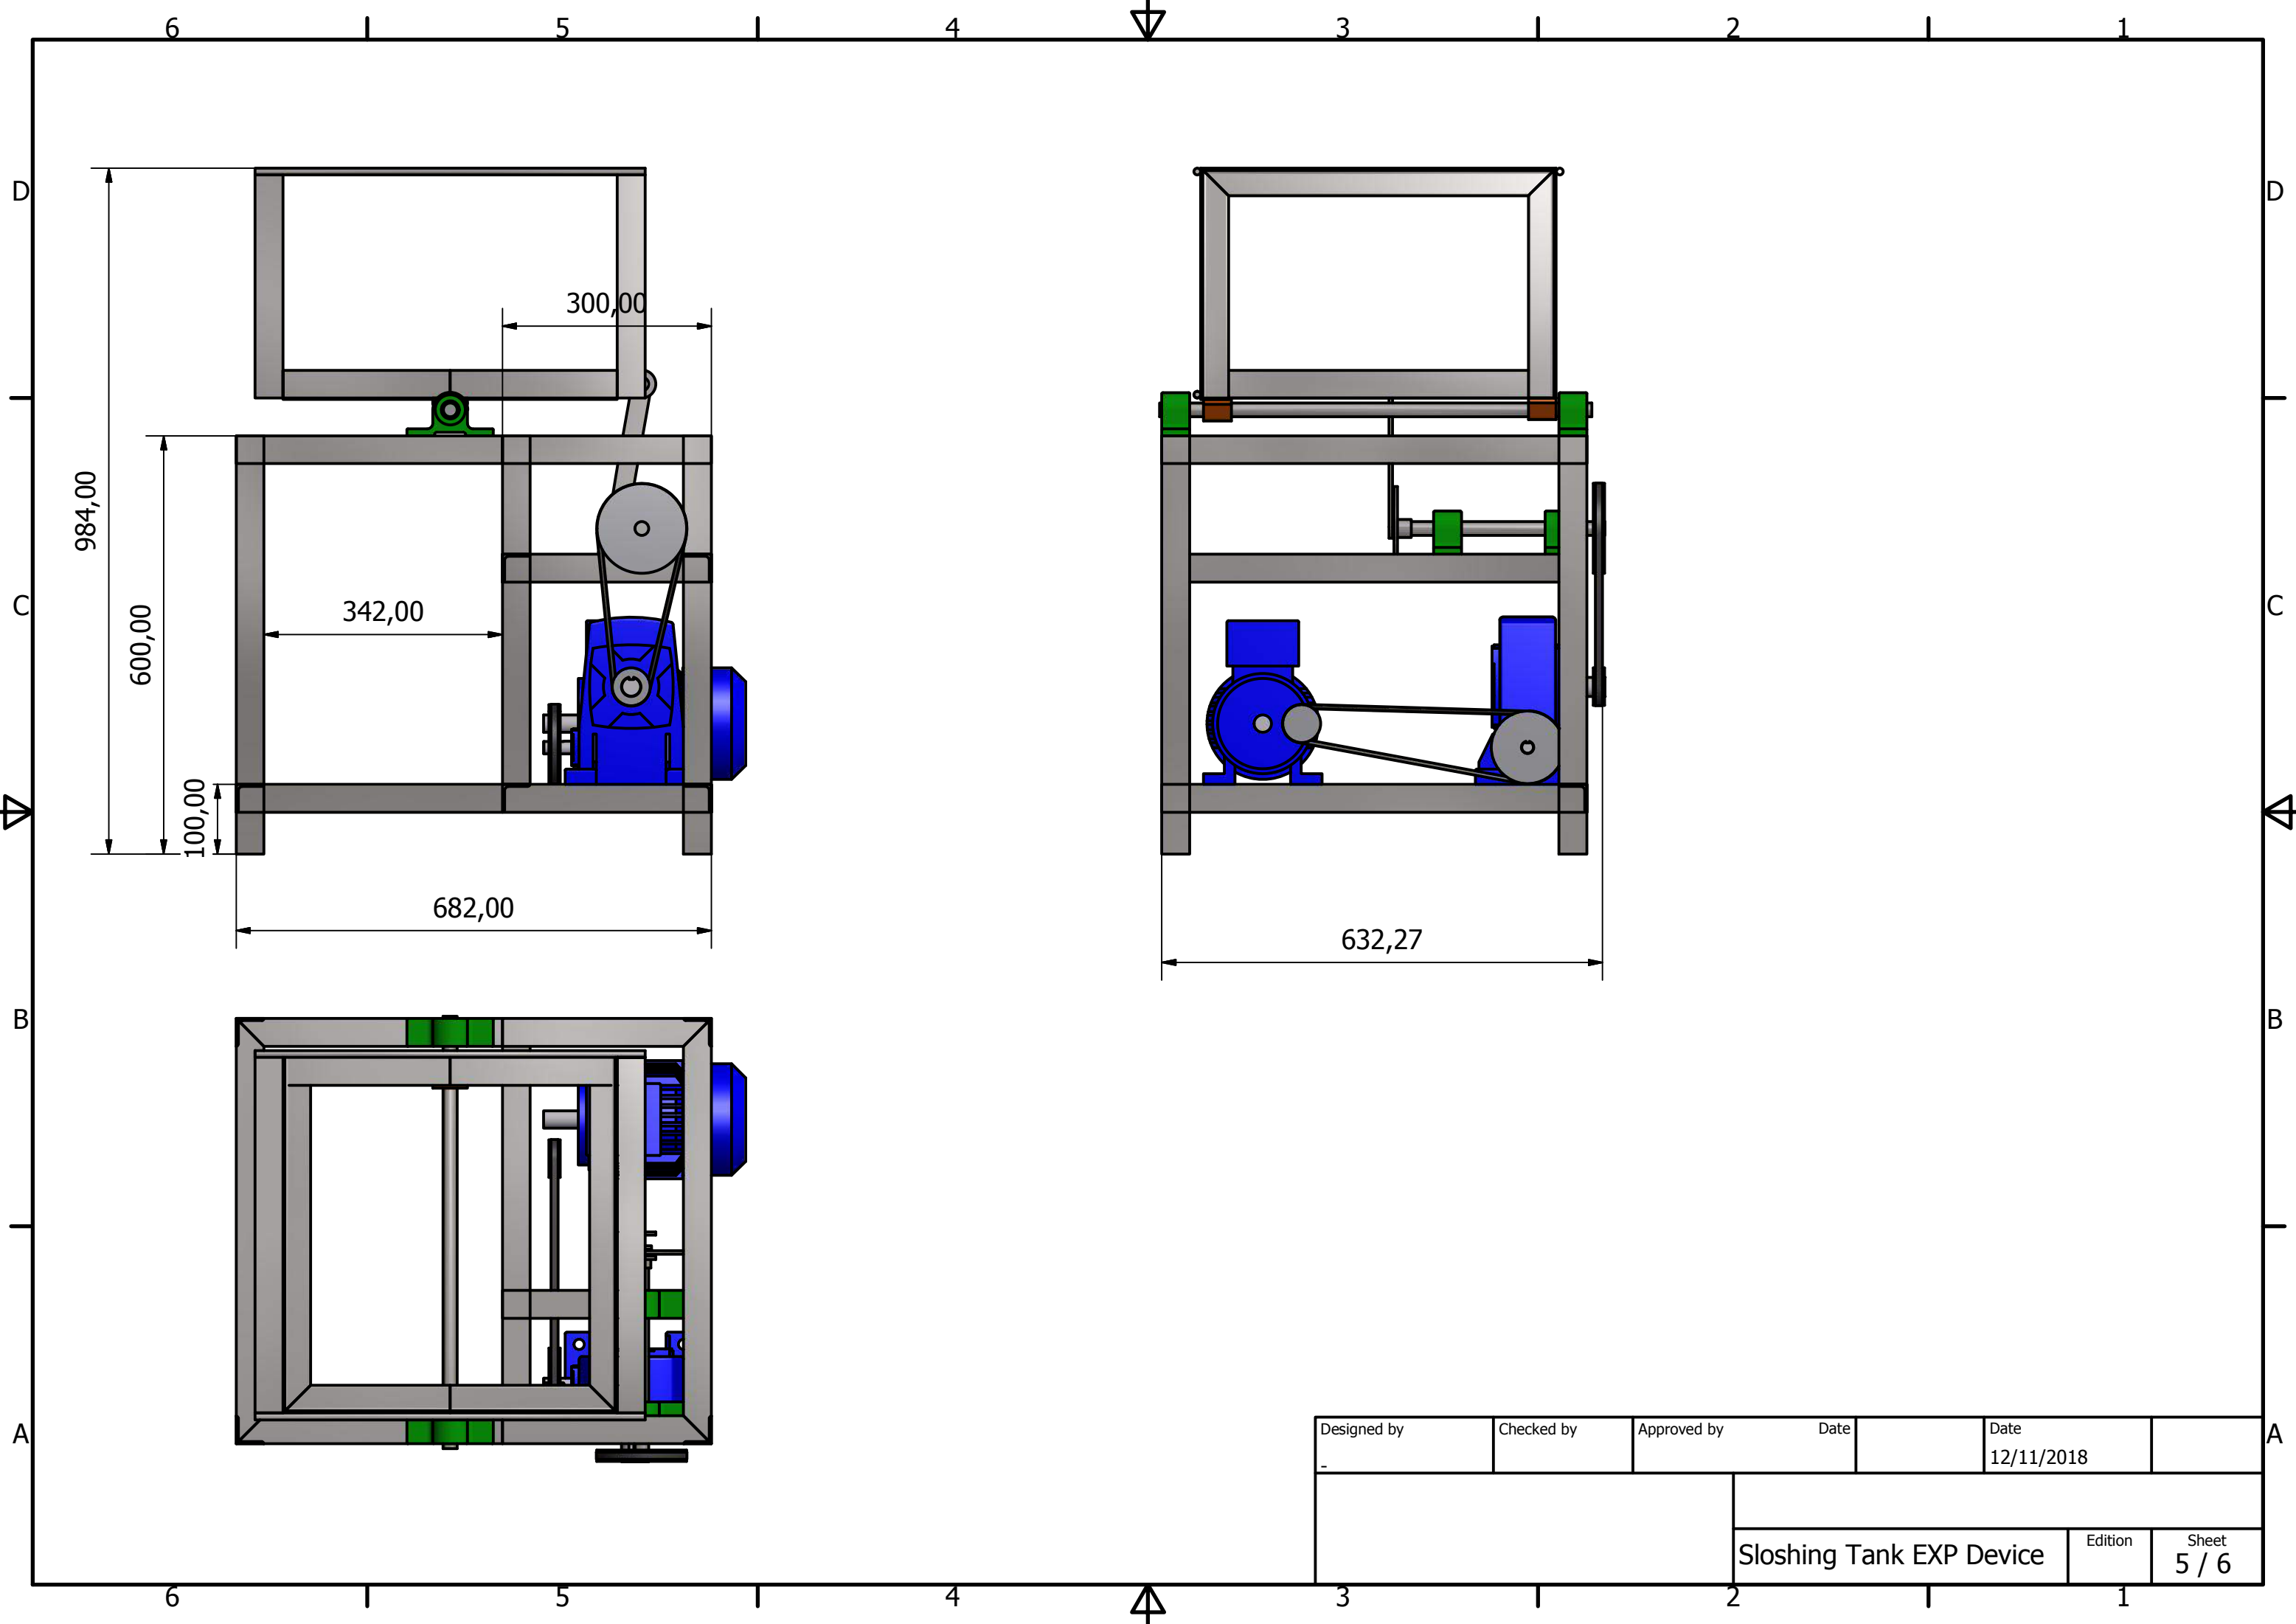 6 5 4 3 2 1
D D
300,00
984,00
600,00
342,00
C C
100,00
682,00
632,27
B B
A A
Designed by Checked by Approved by Date Date
- 12/11/2018
Sloshing Tank EXP Device Edition Sheet
5 / 6
6 5 4 3 2 1